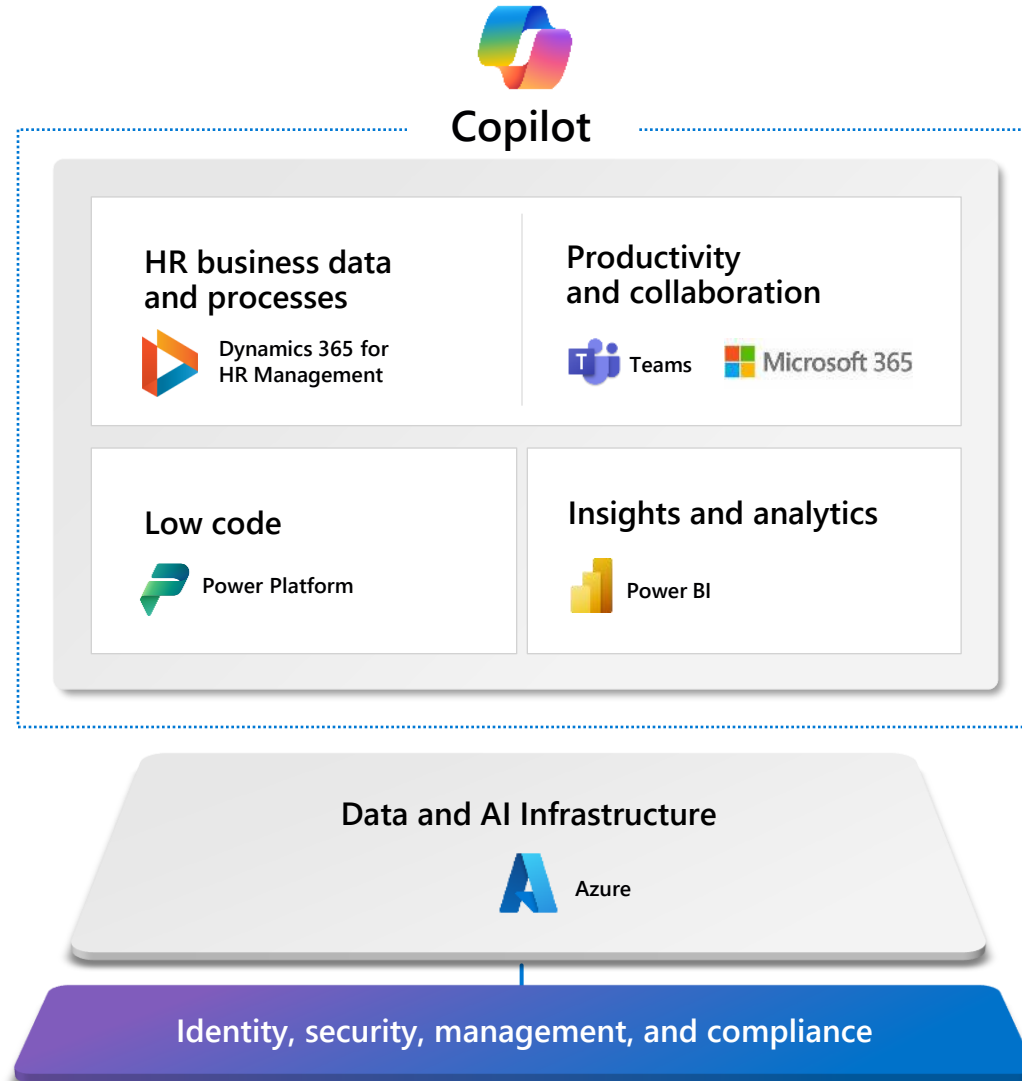 Copilot
HR business data
and processes
Dynamics 365 for
HR Management
Productivity
and collaboration
T
Teams
Microsoft 365
Low code
Power Platform
Insights and analytics
Power BI
Data and AI Infrastructure
Azure
Identity, security, management, and compliance